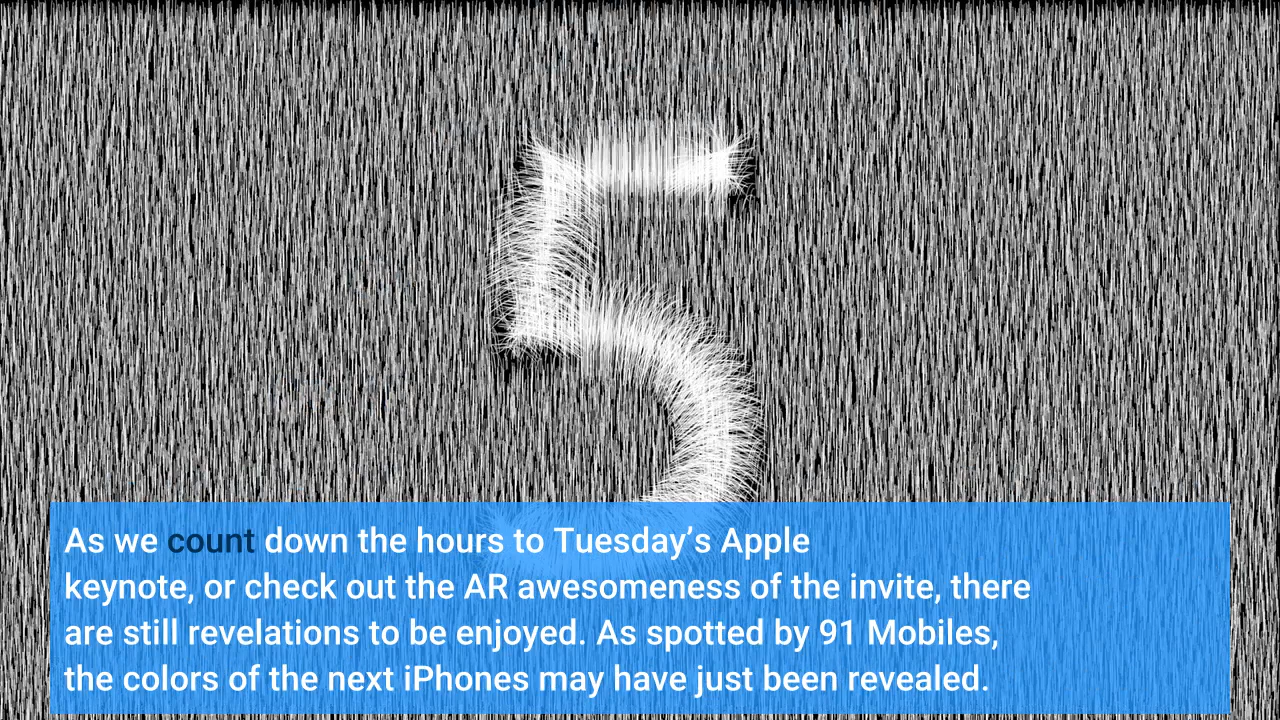 5
As we count down the hours to Tuesday’s Apple
keynote, or check out the AR awesomeness of the invite, there
are still revelations to be enjoyed. As spotted by 91 Mobiles,
the colors of the next iPhones may have just been revealed.